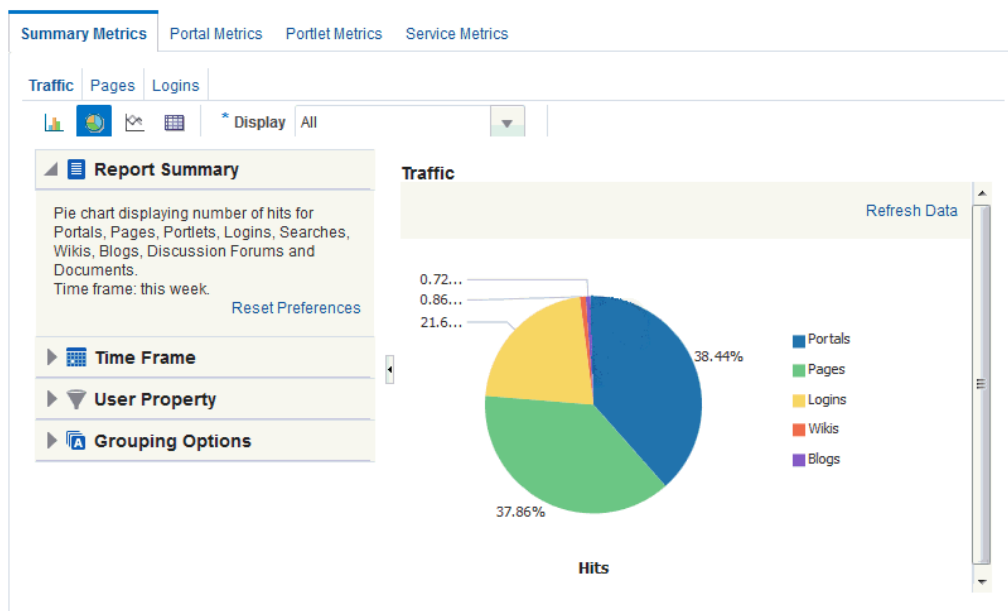 Summary Metrics Portal Metrics Portlet Metrics Service Metrics
Traffic Pages Logins
* Display All
Report Summary
Pie chart displaying number of hits for
Portals, Pages, Portlets, Logins, Searches,
Wikis, Blogs, Discussion Forums and
Documents.
Time frame: this week.
Reset Preferences
Time Frame
User Property
A Grouping Options
Traffic
Refresh Data
0.72...
0.86...
21.6...
38.44%
37.86%
Portals
Pages
Logins
Wikis
Blogs
Hits